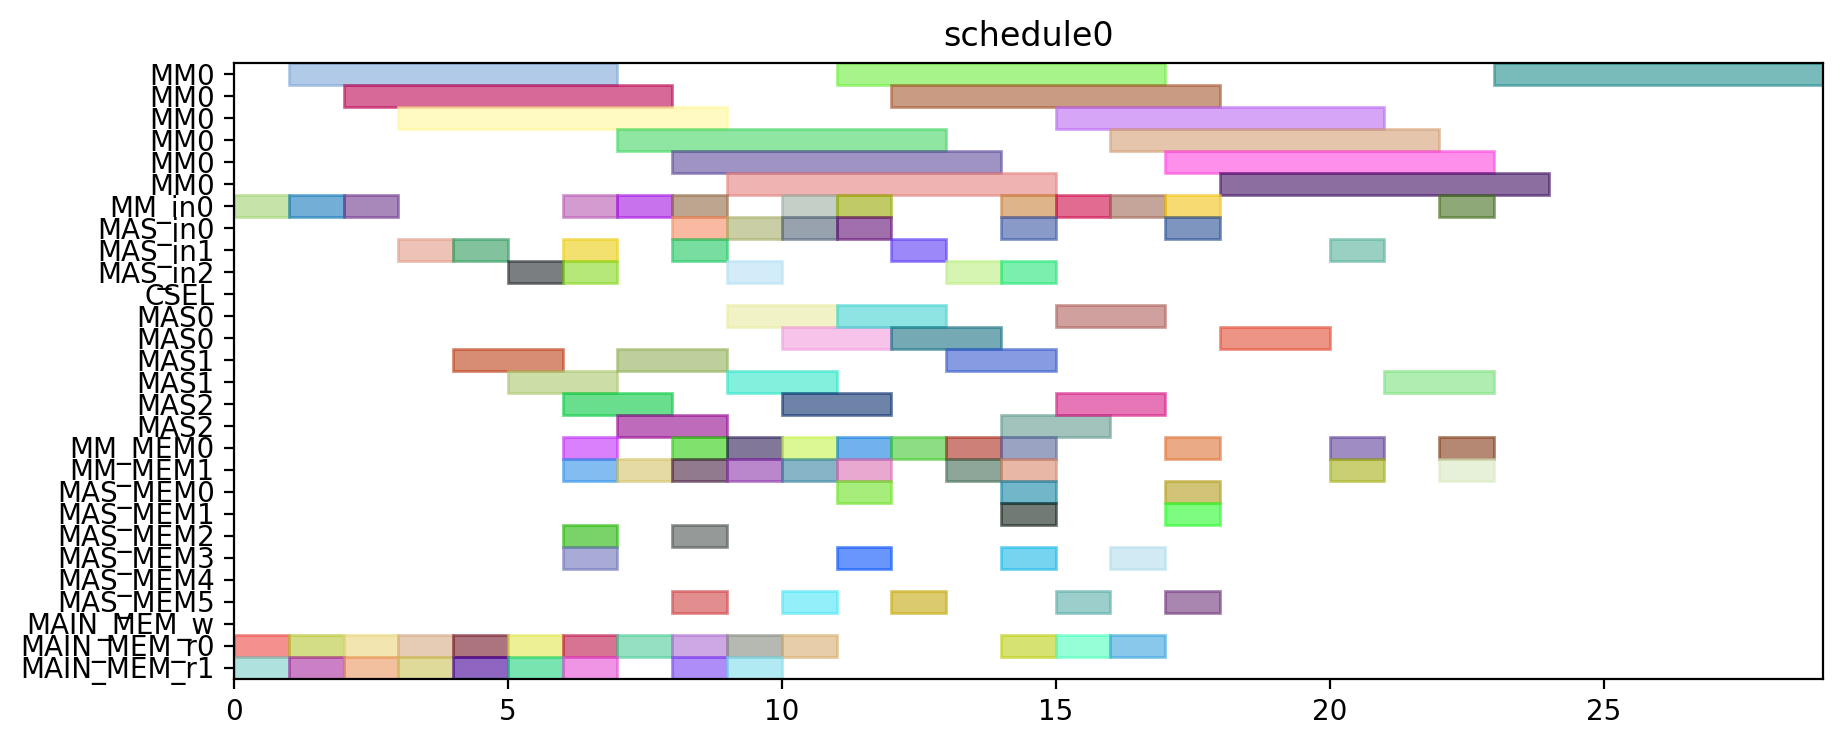 schedule0
MM0
MM0
MM0
MM0
MM0
MM0
MM_in0
MAS_in0
MAS_in1
MAS_in2
CSEL
MAS0
MAS0
MAS1
MAS1
MAS2
MAS2
MM_MEM0
MM_MEM1
MAS_MEM0
MAS_MEM1
MAS_MEM2
MAS_MEM3
MAS_MEM4
MAS_MEM5
MAIN_MEM_w
MAIN_MEM_r0
MAIN_MEM_r1
0 5 10 15 20 25